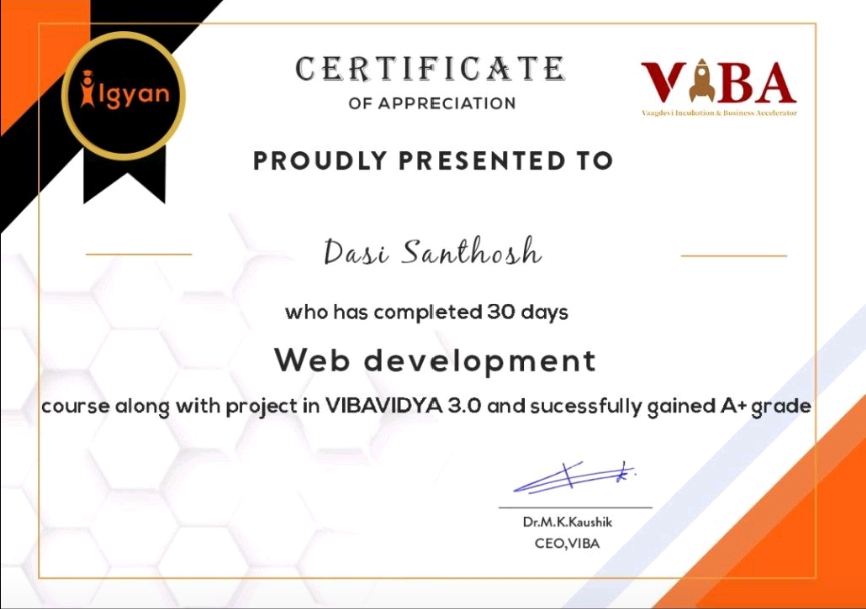 ilgyan
CERTIFICATE
OF APPRECIATION
VIBA
Vaagdevi Incubation & Business Accelerator
PROUDLY PRESENTED TO
Dasi Santhosh
who has completed 30 days
Web development
course along with project in VIBAVIDYA 3.0 and sucessfully gained A+ grade
Dr.M.K.Kaushik
CEO,VIBA